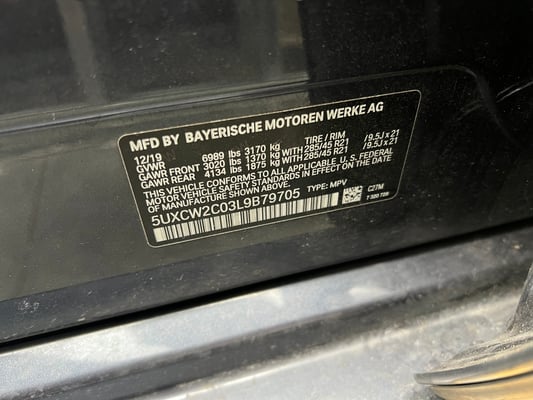 MFD BY BAYERISCHE MOTOREN WERKE AG
12/19 TIRE / RIM
GVWR 6989 lbs 3170 kg
GAWR FRONT 3020 lbs 1370 kg WITH 285/45 R21 / 9.5J x 21
GAWR REAR 4134 lbs 1875 kg WITH 285/45 R21 / 9.5J x 21
THIS VEHICLE CONFORMS TO ALL APPLICABLE U. S. FEDERAL
MOTOR VEHICLE SAFETY STANDARDS IN EFFECT ON THE DATE
OF MANUFACTURE SHOWN ABOVE.
5UXCW2C03L9B79705 TYPE: MPV C27M